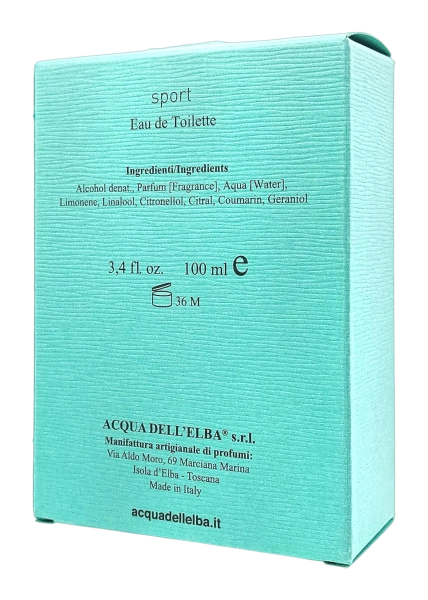 sport
Eau de Toilette
Ingredienti/Ingredients
Alcohol denat., Parfum [Fragrance], Aqua [Water],
Limonene, Linalool, Citronellol, Citral, Coumarin, Geraniol
3,4 fl. oz. 100 ml e
36 M
ACQUA DELL'ELBA® s.r.l.
Manifattura artigianale di profumi:
Via Aldo Moro, 69 Marciana Marina
Isola d'Elba - Toscana
Made in Italy
acquadellelba.it